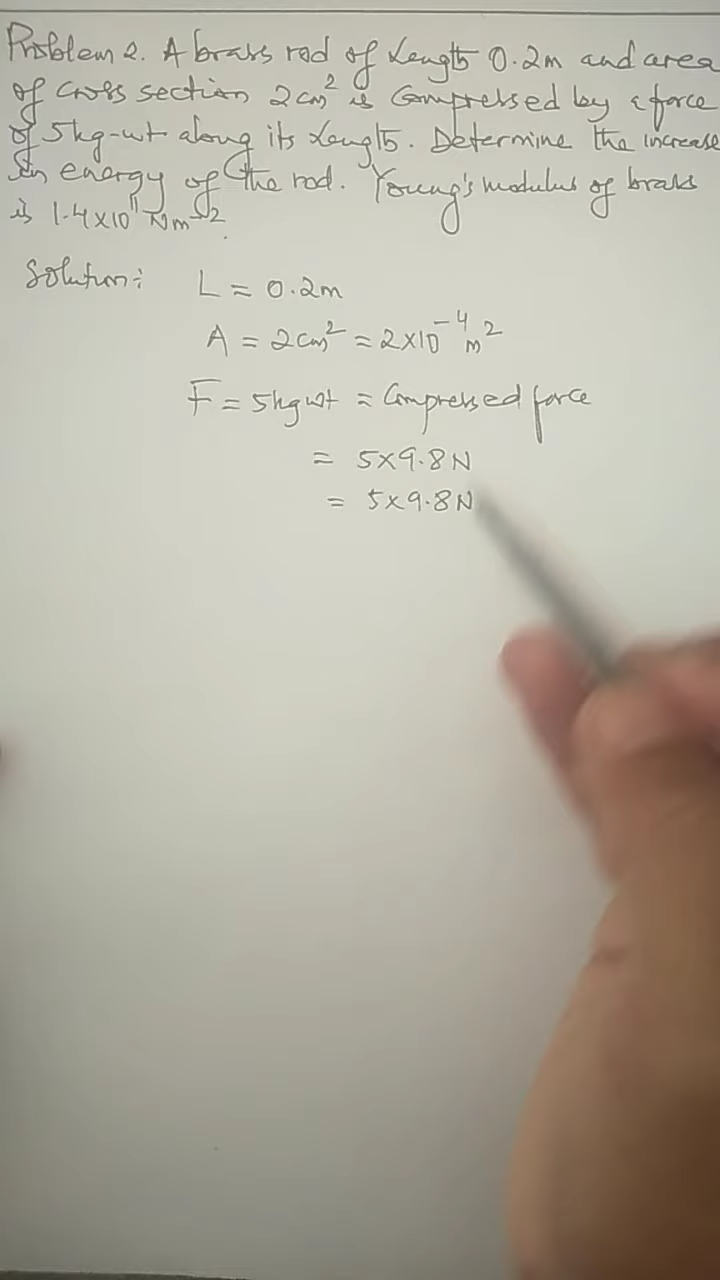 Problem 2. A brass rod of length 0.2m and area
of cross section 2cm² is compressed by a force
of 5kg-wt along its length. Determine the increase
in energy of the rod. Young's modulus of brass
is 1.4×10¹¹ Nm⁻².
Solution:
L = 0.2m
A = 2cm² = 2×10⁻⁴ m²
F = 5kgwt = Compressed force
= 5×9.8N
= 5×9.8N